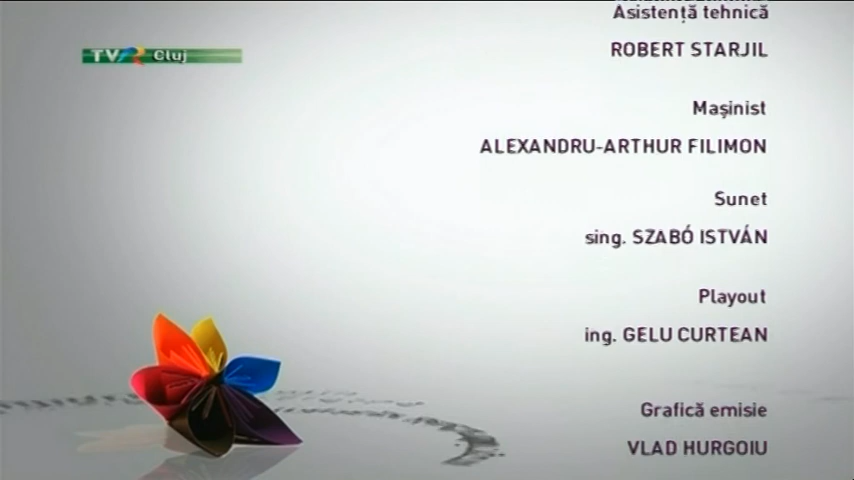 Asistență tehnică
TVR Cluj
ROBERT STARJIL
Mașinist
ALEXANDRU-ARTHUR FILIMON
Sunet
sing. SZABÓ ISTVÁN
Playout
ing. GELU CURTEAN
Grafică emisie
VLAD HURGOIU